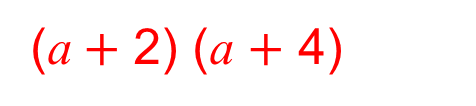 (a + 2) (a + 4)